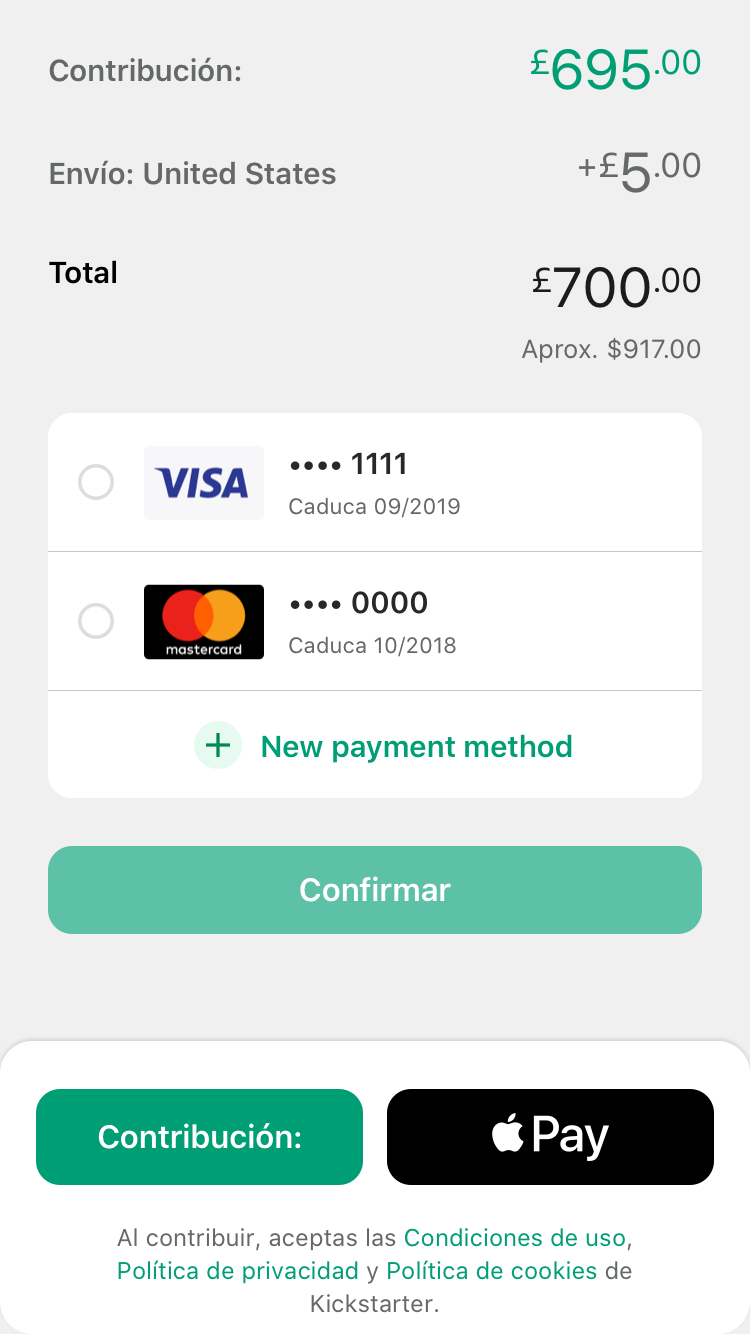 Contribución: £695.00
Envío: United States +£5.00
Total £700.00
Aprox. $917.00
VISA •••• 1111
Caduca 09/2019
mastercard •••• 0000
Caduca 10/2018
+ New payment method
Confirmar
Contribución: Pay
Al contribuir, aceptas las Condiciones de uso,
Política de privacidad y Política de cookies de
Kickstarter.